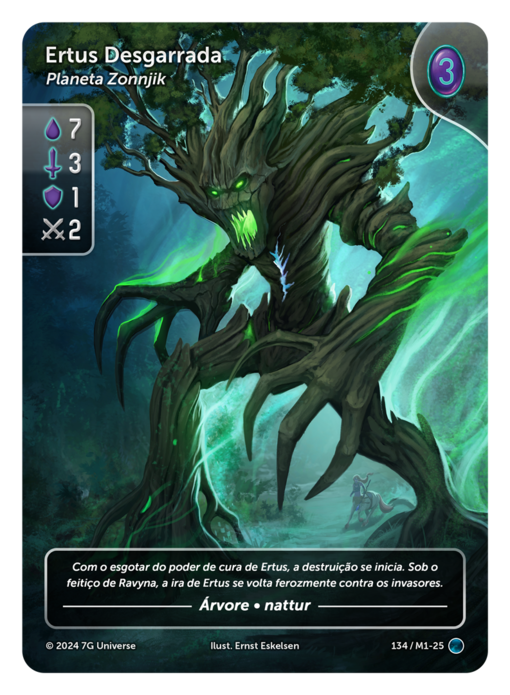 Ertus Desgarrada
Planeta Zonnjik
3
7
3
1
2
Com o esgotar do poder de cura de Ertus, a destruição se inicia. Sob o
feitiço de Ravyna, a ira de Ertus se volta ferozmente contra os invasores.
Árvore • nattur
© 2024 7G Universe
Ilust. Ernst Eskelsen
134 / M1-25